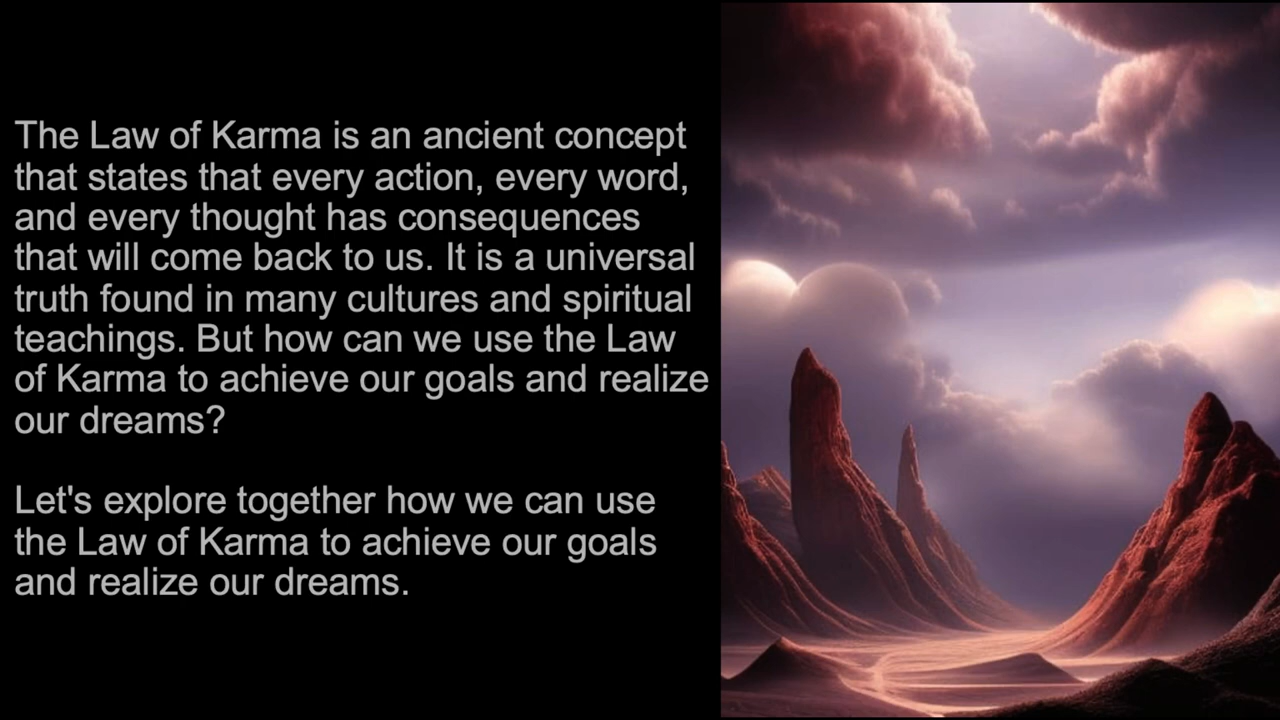 The Law of Karma is an ancient concept
that states that every action, every word,
and every thought has consequences
that will come back to us. It is a universal
truth found in many cultures and spiritual
teachings. But how can we use the Law
of Karma to achieve our goals and realize
our dreams?
Let's explore together how we can use
the Law of Karma to achieve our goals
and realize our dreams.